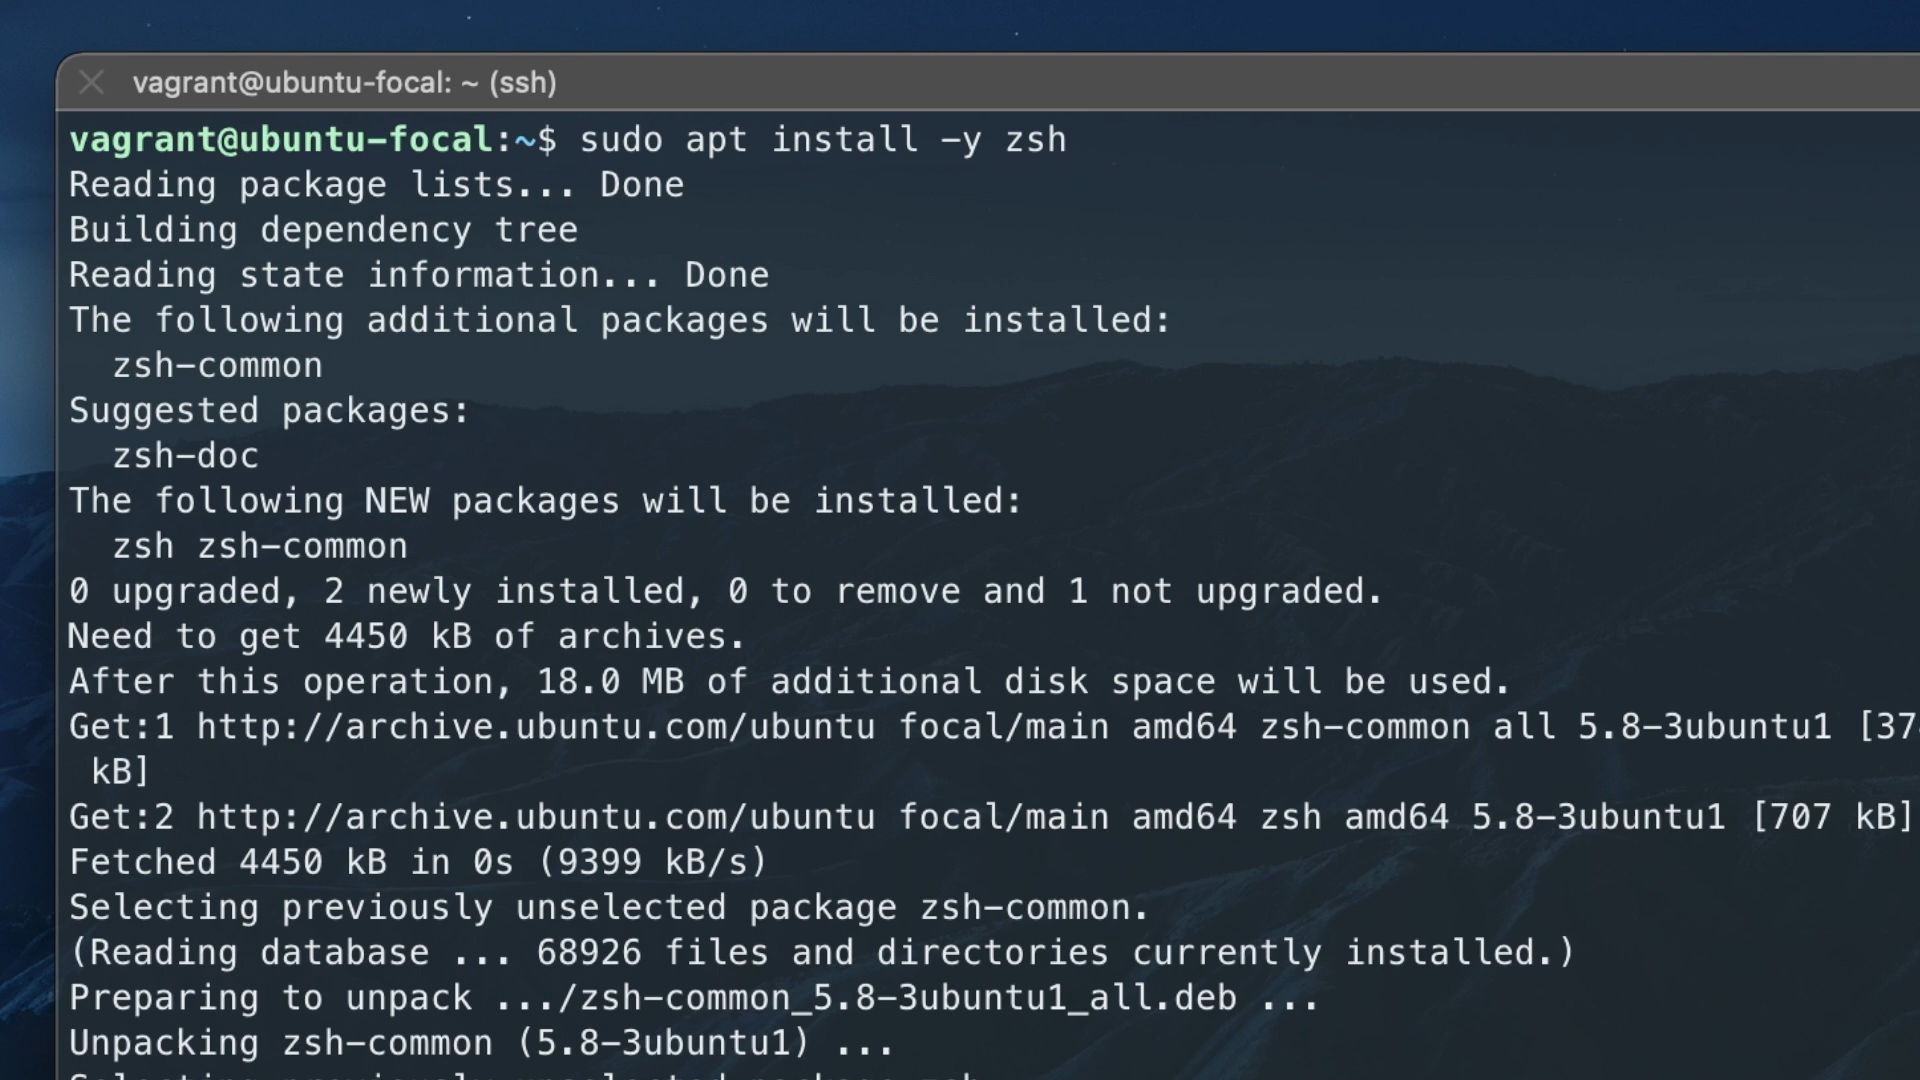 vagrant@ubuntu-focal: ~ (ssh)
vagrant@ubuntu-focal:~$ sudo apt install -y zsh
Reading package lists... Done
Building dependency tree
Reading state information... Done
The following additional packages will be installed:
  zsh-common
Suggested packages:
  zsh-doc
The following NEW packages will be installed:
  zsh zsh-common
0 upgraded, 2 newly installed, 0 to remove and 1 not upgraded.
Need to get 4450 kB of archives.
After this operation, 18.0 MB of additional disk space will be used.
Get:1 http://archive.ubuntu.com/ubuntu focal/main amd64 zsh-common all 5.8-3ubuntu1 [37
 kB]
Get:2 http://archive.ubuntu.com/ubuntu focal/main amd64 zsh amd64 5.8-3ubuntu1 [707 kB]
Fetched 4450 kB in 0s (9399 kB/s)
Selecting previously unselected package zsh-common.
(Reading database ... 68926 files and directories currently installed.)
Preparing to unpack .../zsh-common_5.8-3ubuntu1_all.deb ...
Unpacking zsh-common (5.8-3ubuntu1) ...
Selecting previously unselected package zsh.